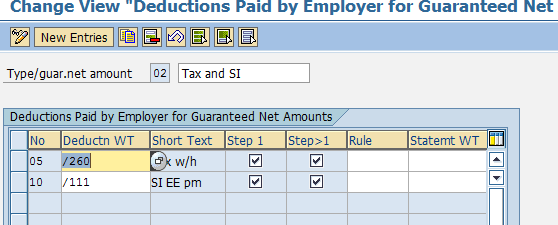 Change View "Deductions Paid by Employer for Guaranteed Net
New Entries
Type/guar.net amount 02 Tax and SI
Deductions Paid by Employer for Guaranteed Net Amounts
No Deductn WT Short Text Step 1 Step>1 Rule Statemt WT
05 /260 x w/h
10 /111 SI EE pm